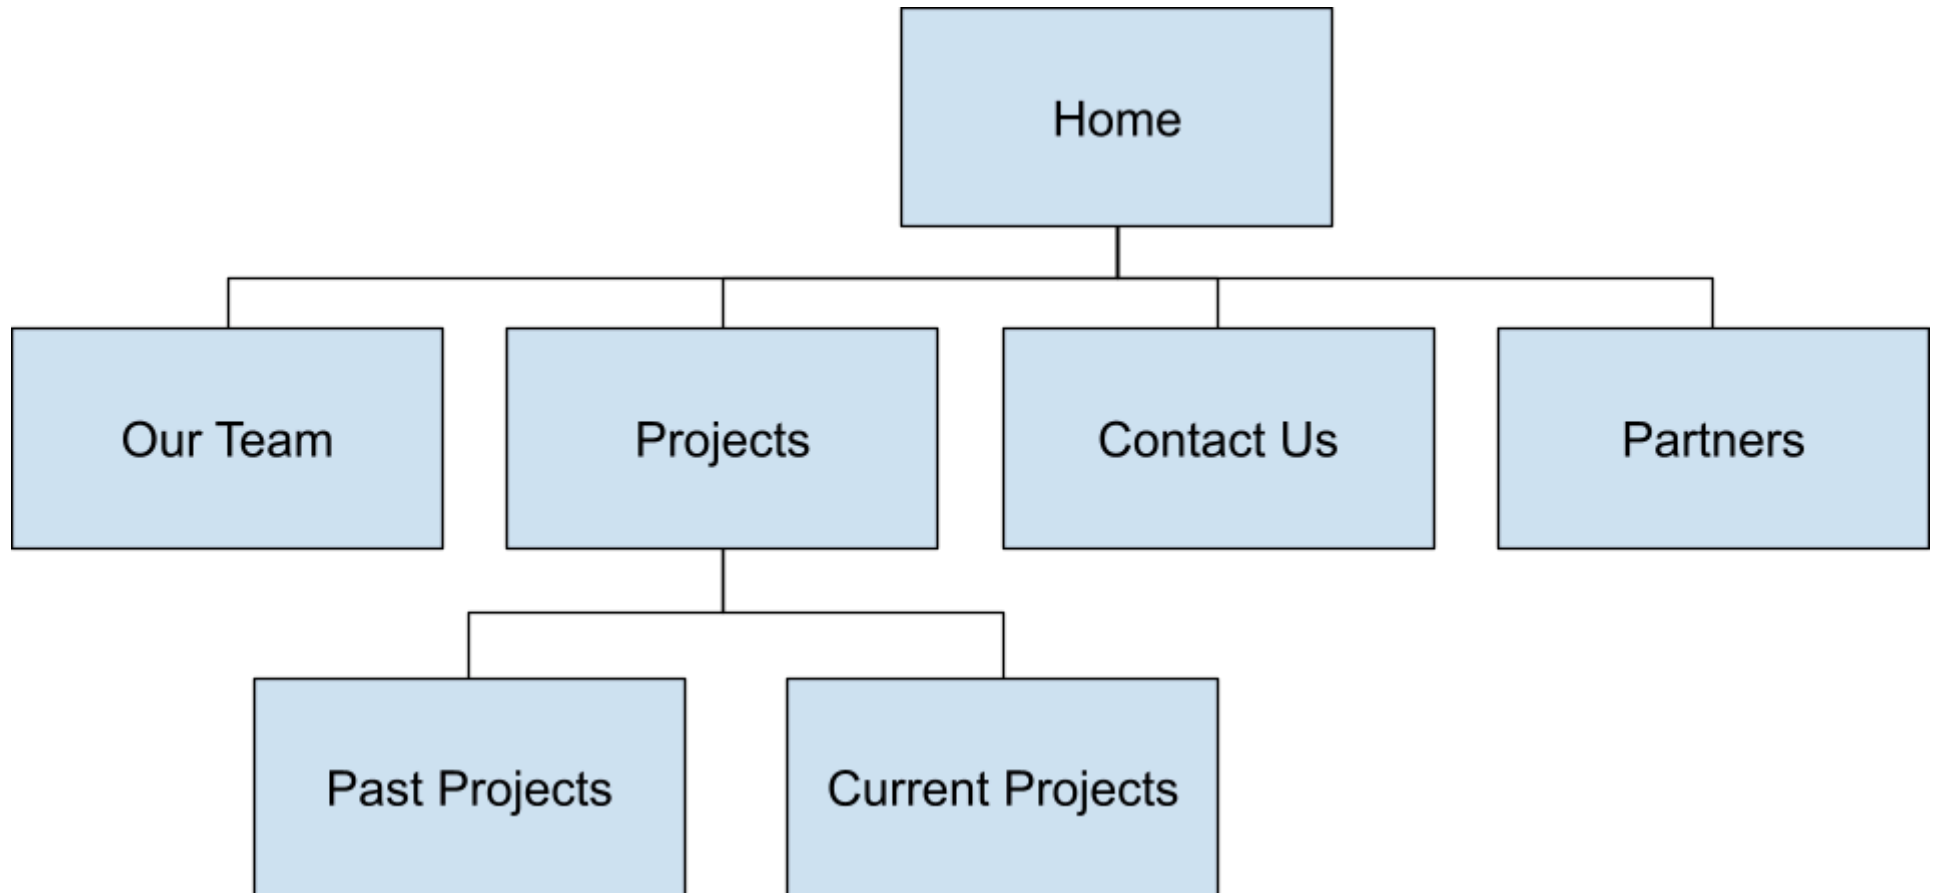 Home
Our Team
Projects
Contact Us
Partners
Past Projects
Current Projects